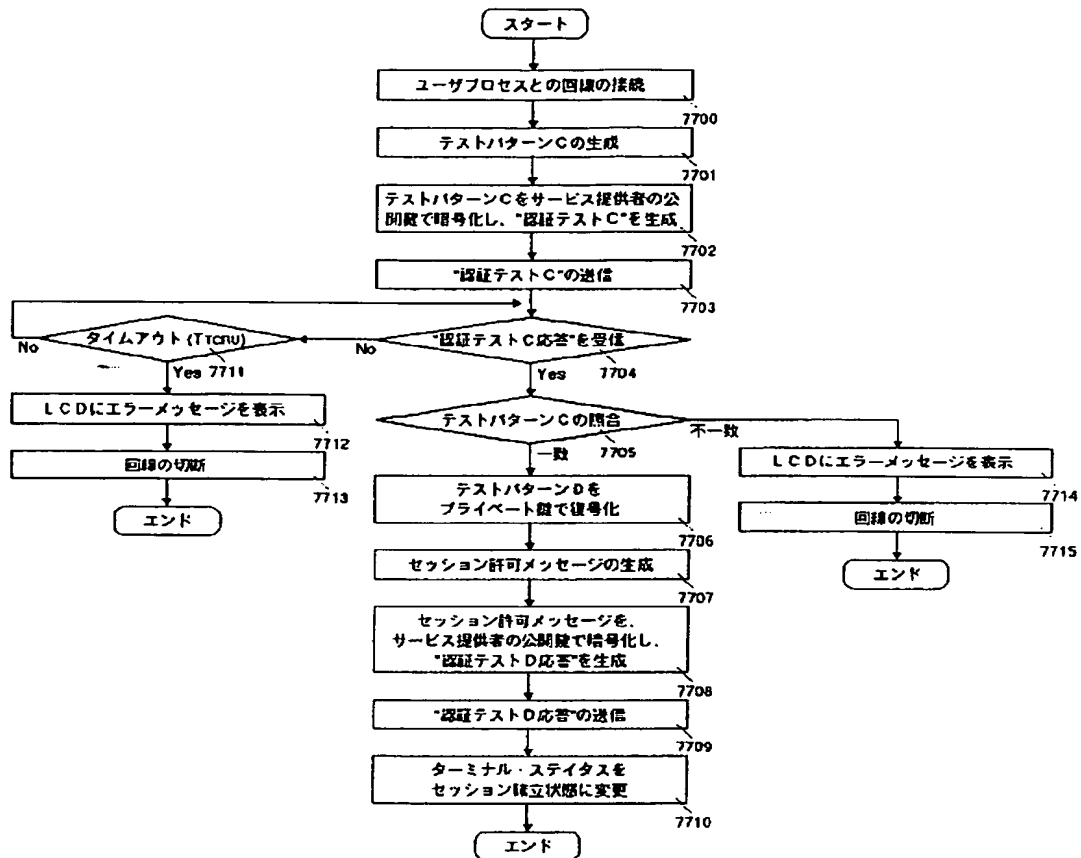 スタート
ユーザプロセスとの回線の接続
7700
テストパターンCの生成
7701
テストパターンCをサービス提供者の公
開鍵で暗号化し、"認証テストC"を生成
7702
"認証テストC"の送信
7703
"認証テストC応答"を受信
7704
No
Yes
タイムアウト(TTCRU)
7711
No
Yes
LCDにエラーメッセージを表示
7712
回線の切断
7713
エンド
テストパターンCの照合
7705
不一致
一致
LCDにエラーメッセージを表示
7714
回線の切断
7715
エンド
テストパターンDを
プライベート鍵で復号化
7706
セッション許可メッセージの生成
7707
セッション許可メッセージを、
サービス提供者の公開鍵で暗号化し、
"認証テストD応答"を生成
7708
"認証テストD応答"の送信
7709
ターミナル・ステイタスを
セッション確立状態に変更
7710
エンド